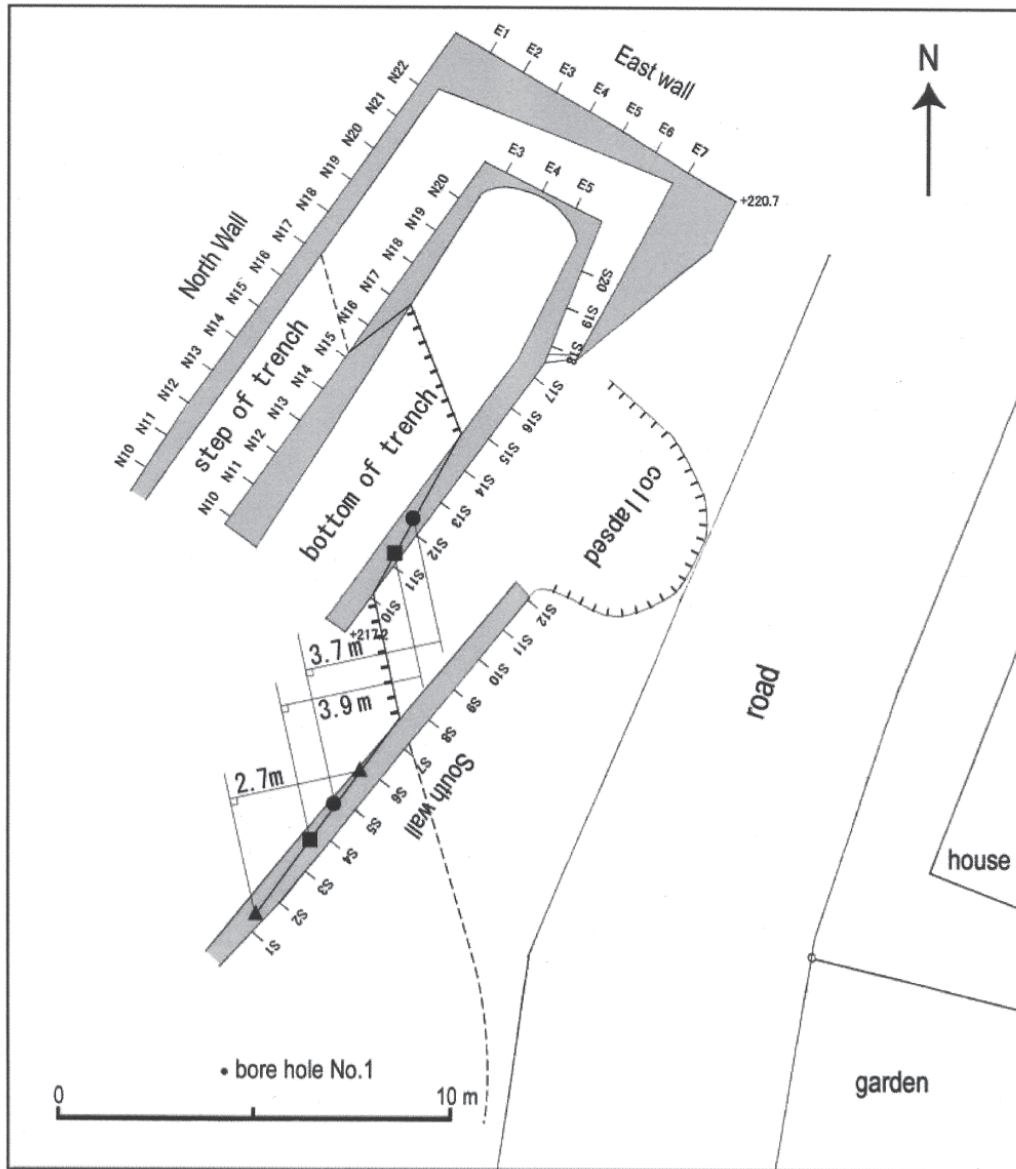 E1
E2
E3
E4
E5
E6
E7
East wall
N
+220.7
N22
N21
N20
N19
N18
N17
N16
N15
N14
N13
N12
N11
N10
North Wall
step of trench
E3
E4
E5
N20
N19
N18
N17
N16
N15
N14
N13
N12
N11
N10
bottom of trench
S20
S19
S18
S17
S16
S15
S14
S13
S12
S11
S10
+217.2
collapsed
S12
S11
S10
S9
S8
S7
S6
S5
S4
S3
S2
S1
South wall
3.7m
3.9m
2.7m
road
house
garden
bore hole No.1
0
10 m